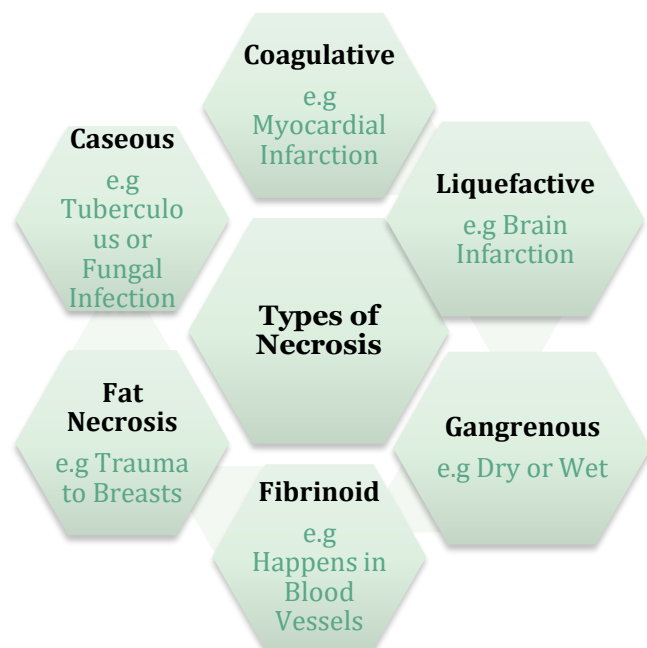 Coagulative
e.g
Myocardial
Infarction
Liquefactive
e.g Brain
Infarction
Gangrenous
e.g Dry or Wet
Fibrinoid
e.g
Happens in
Blood
Vessels
Fat
Necrosis
e.g Trauma
to Breasts
Caseous
e.g
Tuberculo
us or
Fungal
Infection
Types of
Necrosis